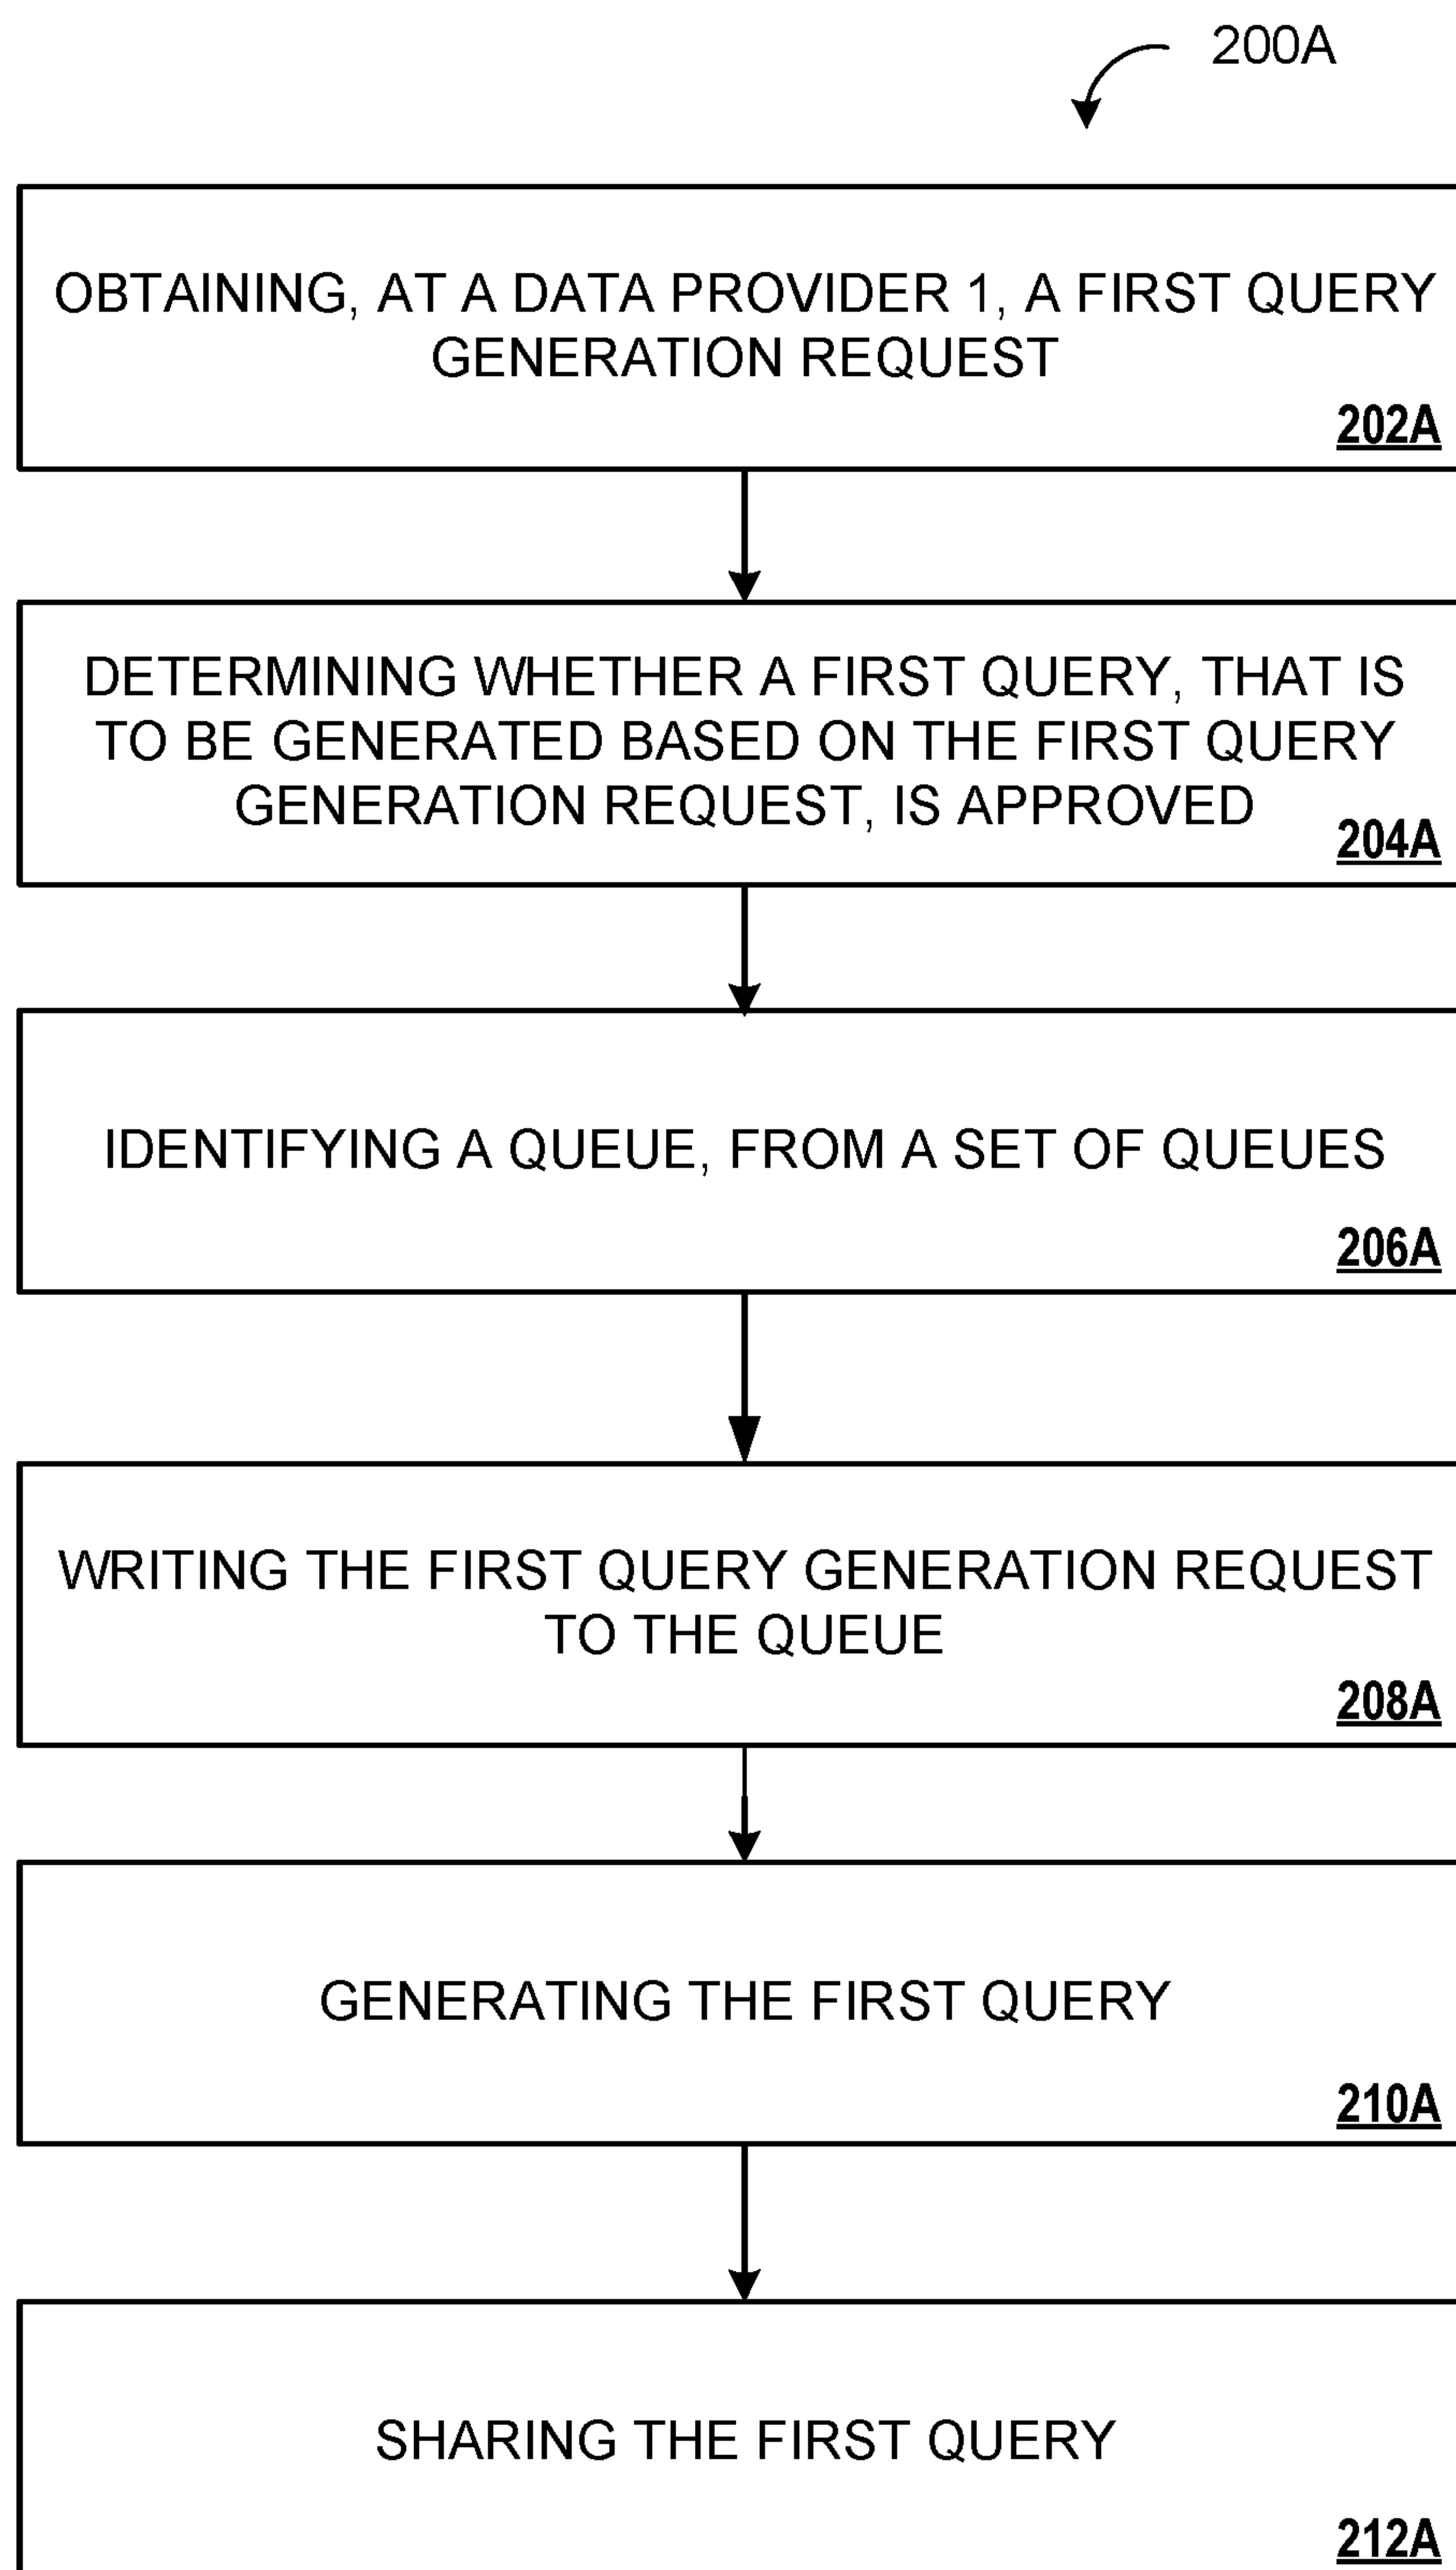 200A
OBTAINING, AT A DATA PROVIDER 1, A FIRST QUERY
GENERATION REQUEST
202A
DETERMINING WHETHER A FIRST QUERY, THAT IS
TO BE GENERATED BASED ON THE FIRST QUERY
GENERATION REQUEST, IS APPROVED
204A
IDENTIFYING A QUEUE, FROM A SET OF QUEUES
206A
WRITING THE FIRST QUERY GENERATION REQUEST
TO THE QUEUE
208A
GENERATING THE FIRST QUERY
210A
SHARING THE FIRST QUERY
212A